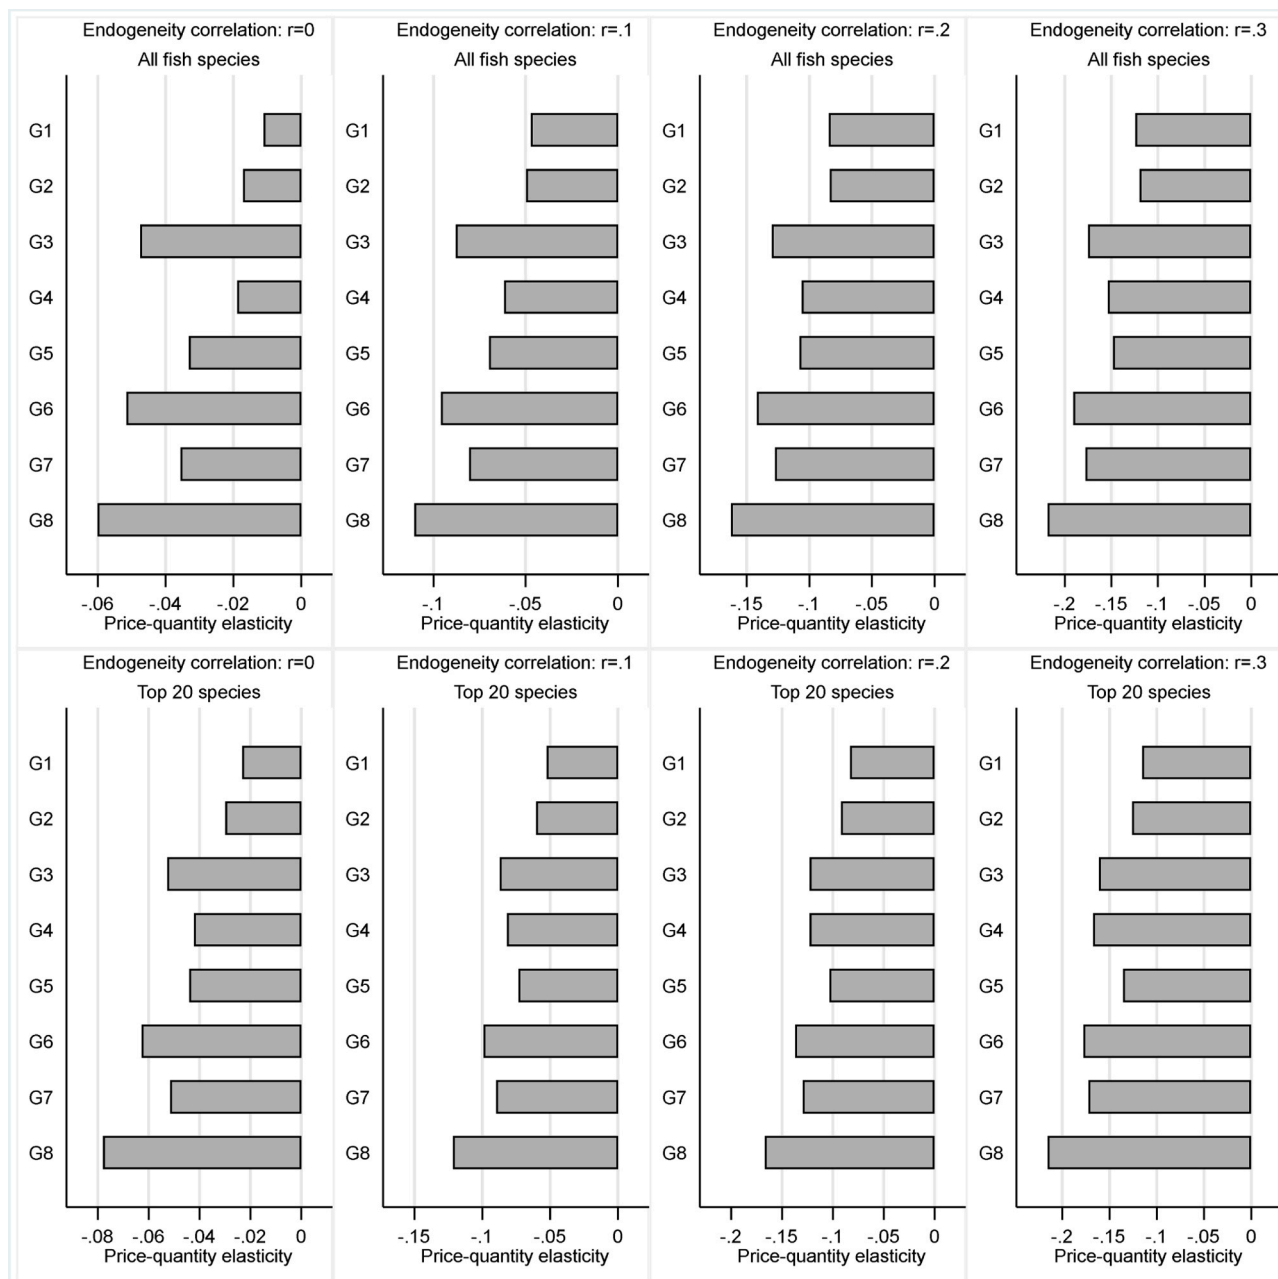 Endogeneity correlation: r=0
All fish species
G1
G2
G3
G4
G5
G6
G7
G8
-.06 -.04 -.02 0
Price-quantity elasticity
Endogeneity correlation: r=.1
All fish species
G1
G2
G3
G4
G5
G6
G7
G8
-.1 -.05 0
Price-quantity elasticity
Endogeneity correlation: r=.2
All fish species
G1
G2
G3
G4
G5
G6
G7
G8
-.15 -.1 -.05 0
Price-quantity elasticity
Endogeneity correlation: r=.3
All fish species
G1
G2
G3
G4
G5
G6
G7
G8
-.2 -.15 -.1 -.05 0
Price-quantity elasticity
Endogeneity correlation: r=0
Top 20 species
G1
G2
G3
G4
G5
G6
G7
G8
-.08 -.06 -.04 -.02 0
Price-quantity elasticity
Endogeneity correlation: r=.1
Top 20 species
G1
G2
G3
G4
G5
G6
G7
G8
-.15 -.1 -.05 0
Price-quantity elasticity
Endogeneity correlation: r=.2
Top 20 species
G1
G2
G3
G4
G5
G6
G7
G8
-.2 -.15 -.1 -.05 0
Price-quantity elasticity
Endogeneity correlation: r=.3
Top 20 species
G1
G2
G3
G4
G5
G6
G7
G8
-.2 -.15 -.1 -.05 0
Price-quantity elasticity